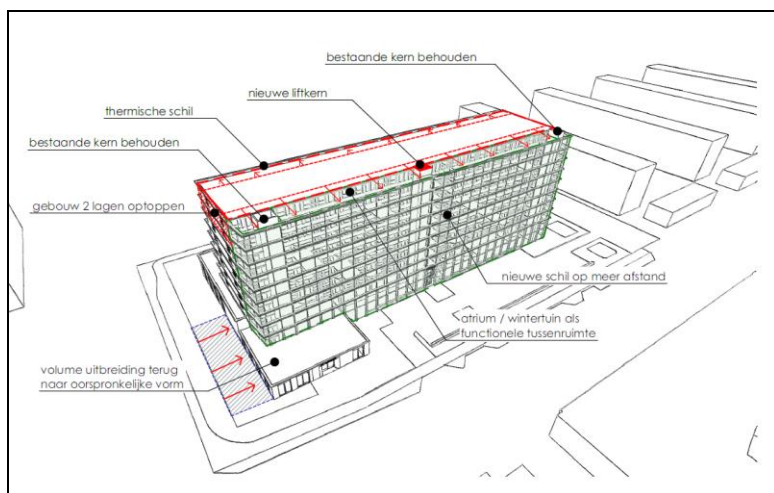 bestaande kern behouden
nieuwe liftkern
thermische schil
bestaande kern behouden
gebouw 2 lagen optoppen
nieuwe schil op meer afstand
atrium / wintertuin als
functionele tussenruimte
volume uitbreiding terug
naar oorspronkelijke vorm